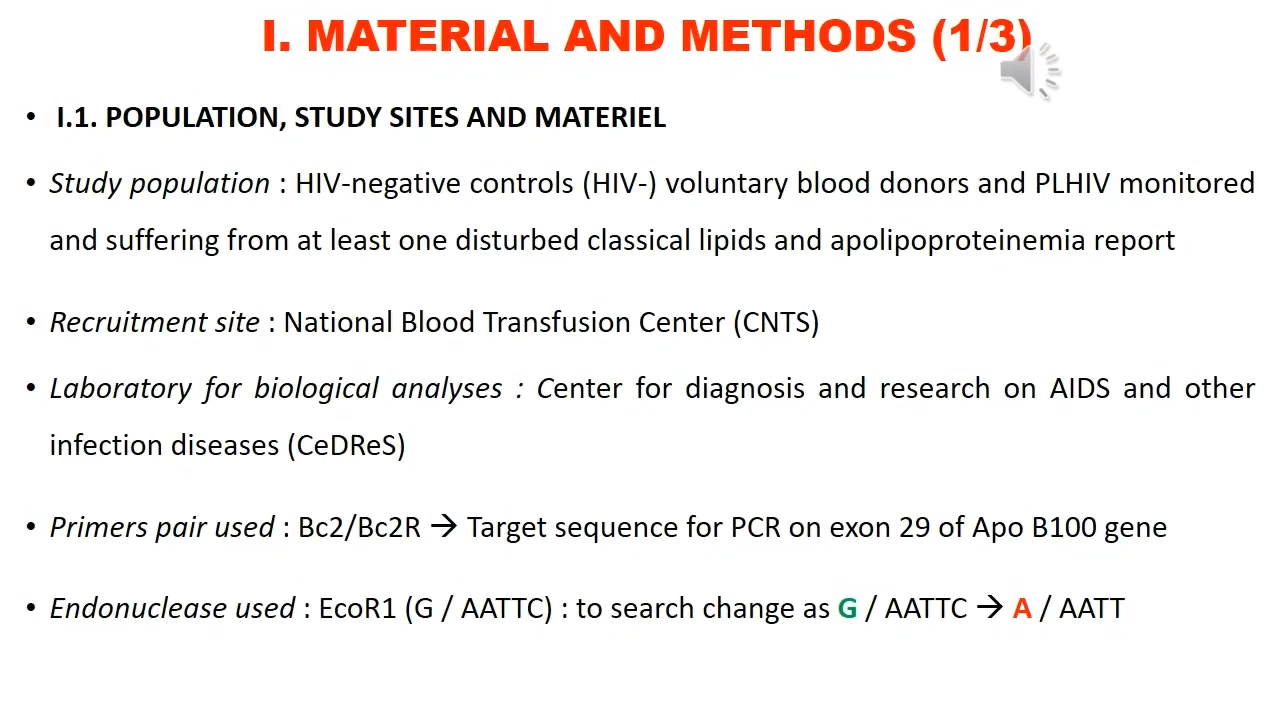 I. MATERIAL AND METHODS (1/3)
• I.1. POPULATION, STUDY SITES AND MATERIEL
• Study population : HIV-negative controls (HIV-) voluntary blood donors and PLHIV monitored
and suffering from at least one disturbed classical lipids and apolipoproteinemia report
• Recruitment site : National Blood Transfusion Center (CNTS)
• Laboratory for biological analyses : Center for diagnosis and research on AIDS and other
infection diseases (CeDReS)
• Primers pair used : Bc2/Bc2R → Target sequence for PCR on exon 29 of Apo B100 gene
• Endonuclease used : EcoR1 (G / AATTC) : to search change as G / AATTC → A / AATT